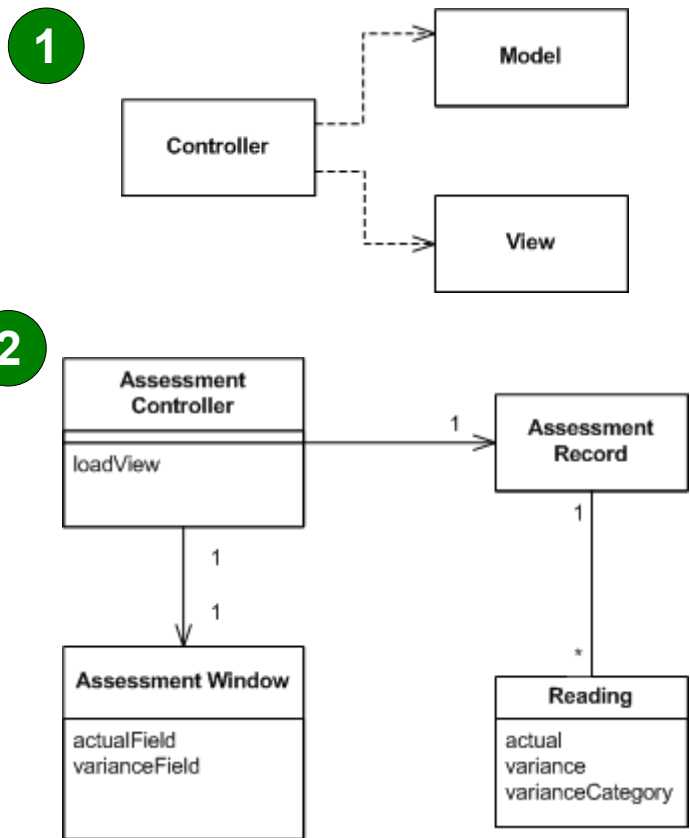 1
Model
Controller
View
2
Assessment
Controller
loadView
1
Assessment
Record
1
1
1
Assessment Window
actualField
varianceField
*
Reading
actual
variance
varianceCategory